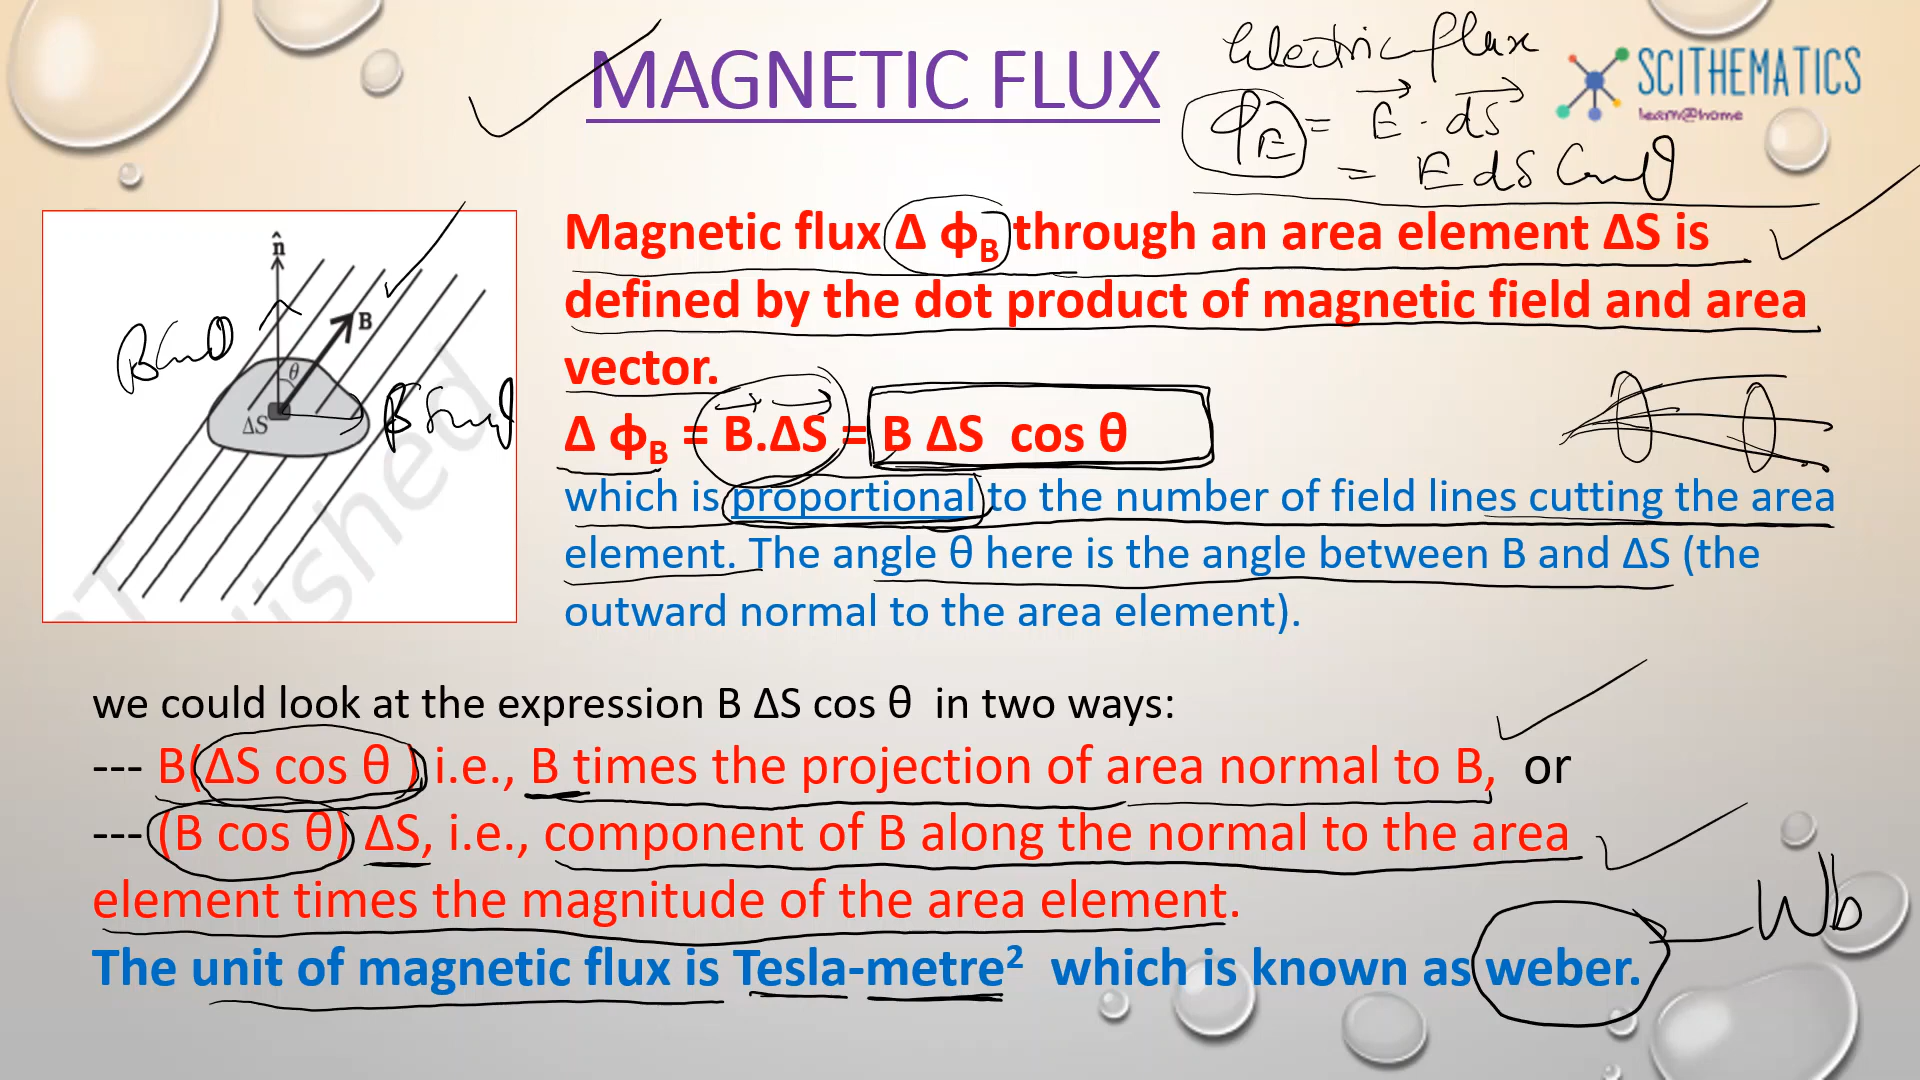 MAGNETIC FLUX
Electric flux
ϕE = E . dS
= E dS Cosθ
SCITHEMATICS
learn@home
Magnetic flux Δ ϕB through an area element ΔS is
defined by the dot product of magnetic field and area
vector.
Δ ϕB = B.ΔS = B ΔS cos θ
which is proportional to the number of field lines cutting the area
element. The angle θ here is the angle between B and ΔS (the
outward normal to the area element).
n̂
B
θ
ΔS
B Cosθ
B Sinθ
we could look at the expression B ΔS cos θ in two ways:
--- B(ΔS cos θ ) i.e., B times the projection of area normal to B, or
--- (B cos θ) ΔS, i.e., component of B along the normal to the area
element times the magnitude of the area element.
The unit of magnetic flux is Tesla-metre² which is known as weber.
Wb